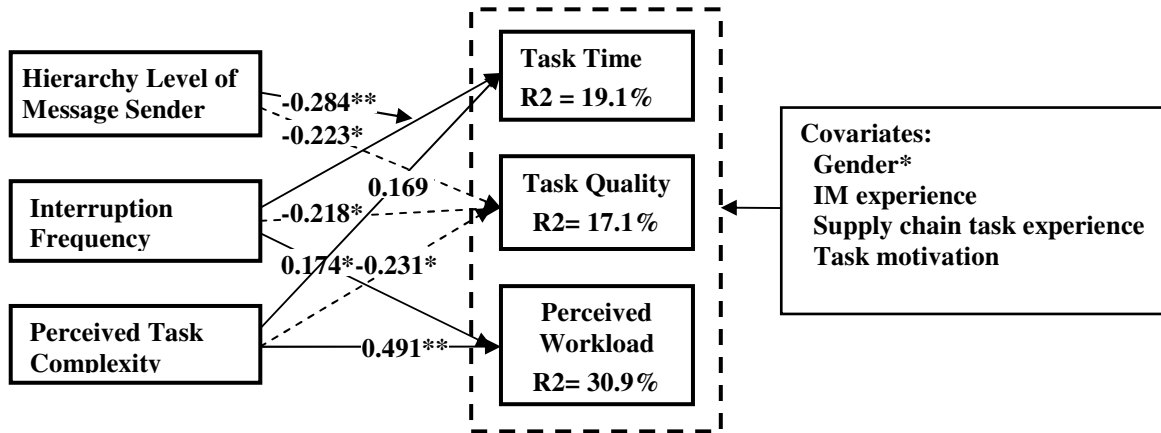 Hierarchy Level of
Message Sender
Interruption
Frequency
Perceived Task
Complexity
-0.284**
-0.223*
0.169
-0.218*
0.174*
-0.231*
0.491**
Task Time
R2 = 19.1%
Task Quality
R2= 17.1%
Perceived
Workload
R2= 30.9%
Covariates:
Gender*
IM experience
Supply chain task experience
Task motivation